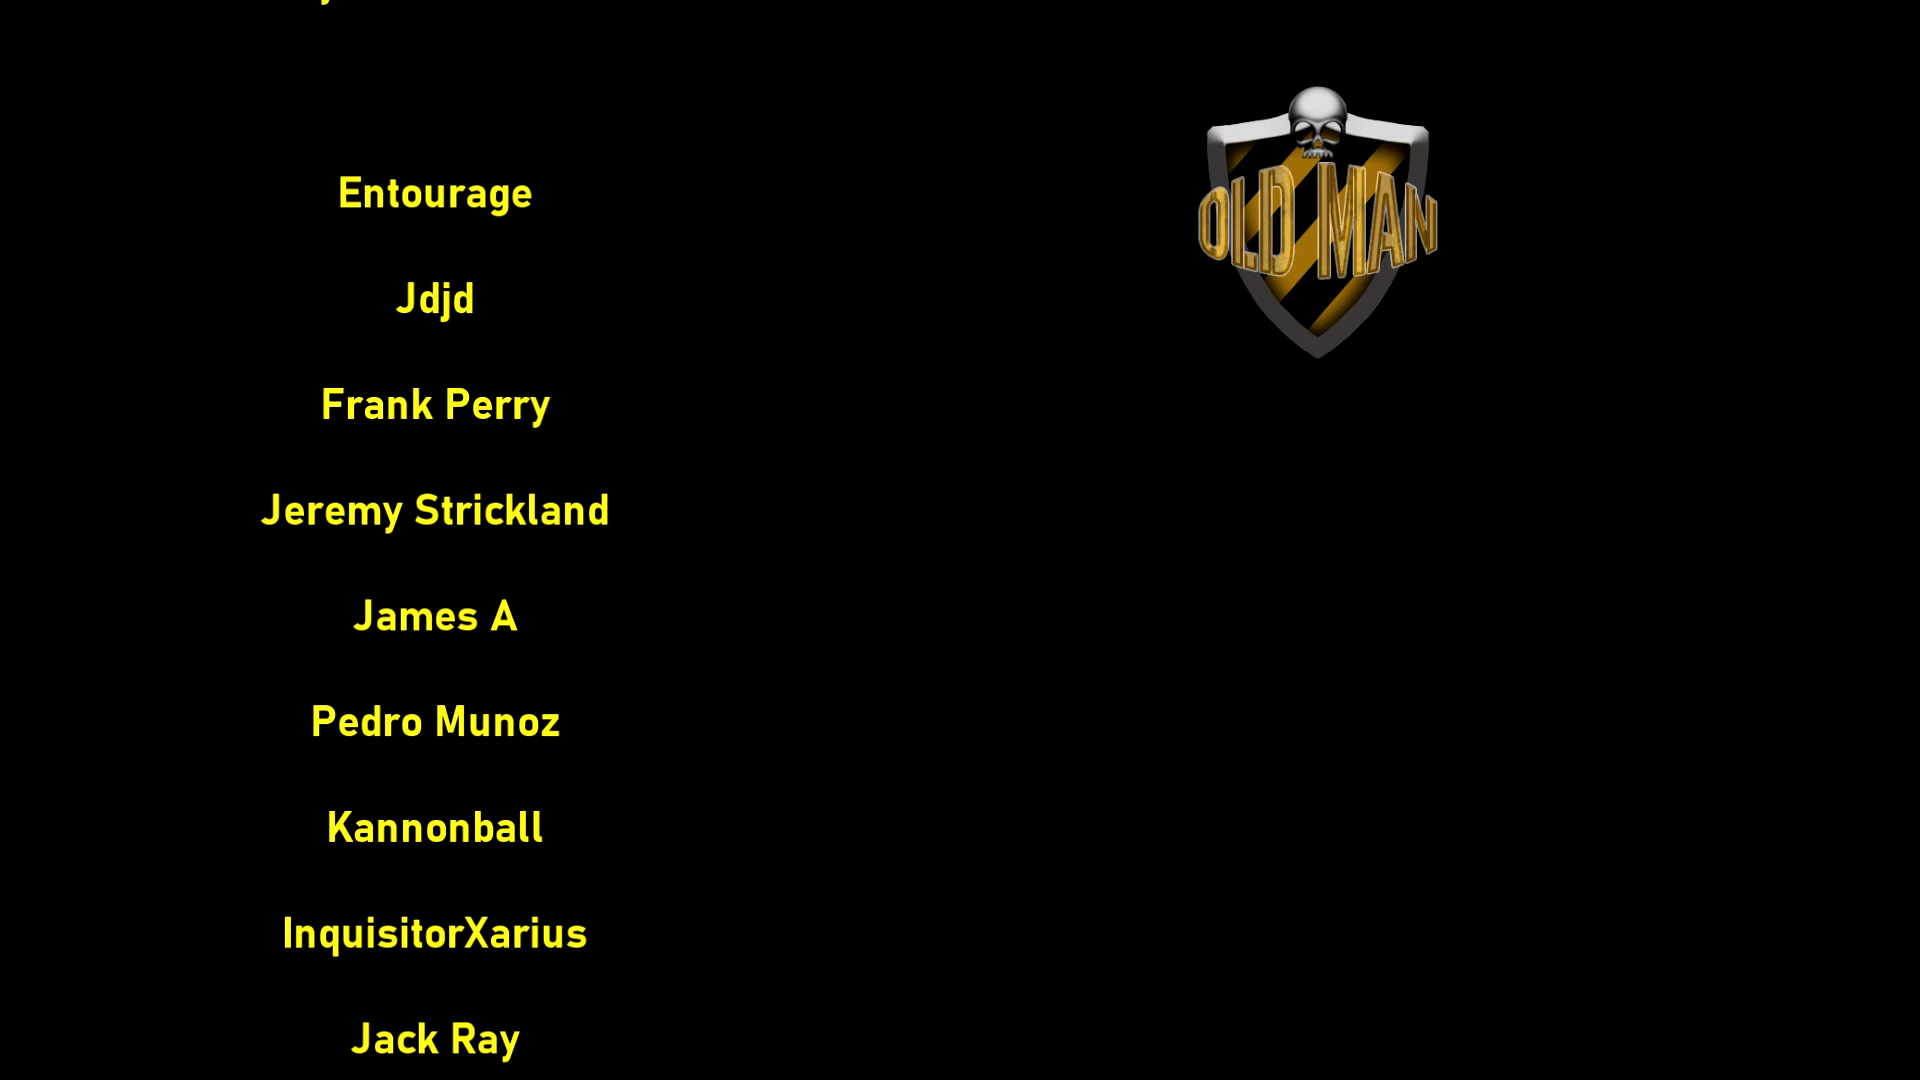 Entourage
OLD MAN
Jdjd
Frank Perry
Jeremy Strickland
James A
Pedro Munoz
Kannonball
InquisitorXarius
Jack Ray